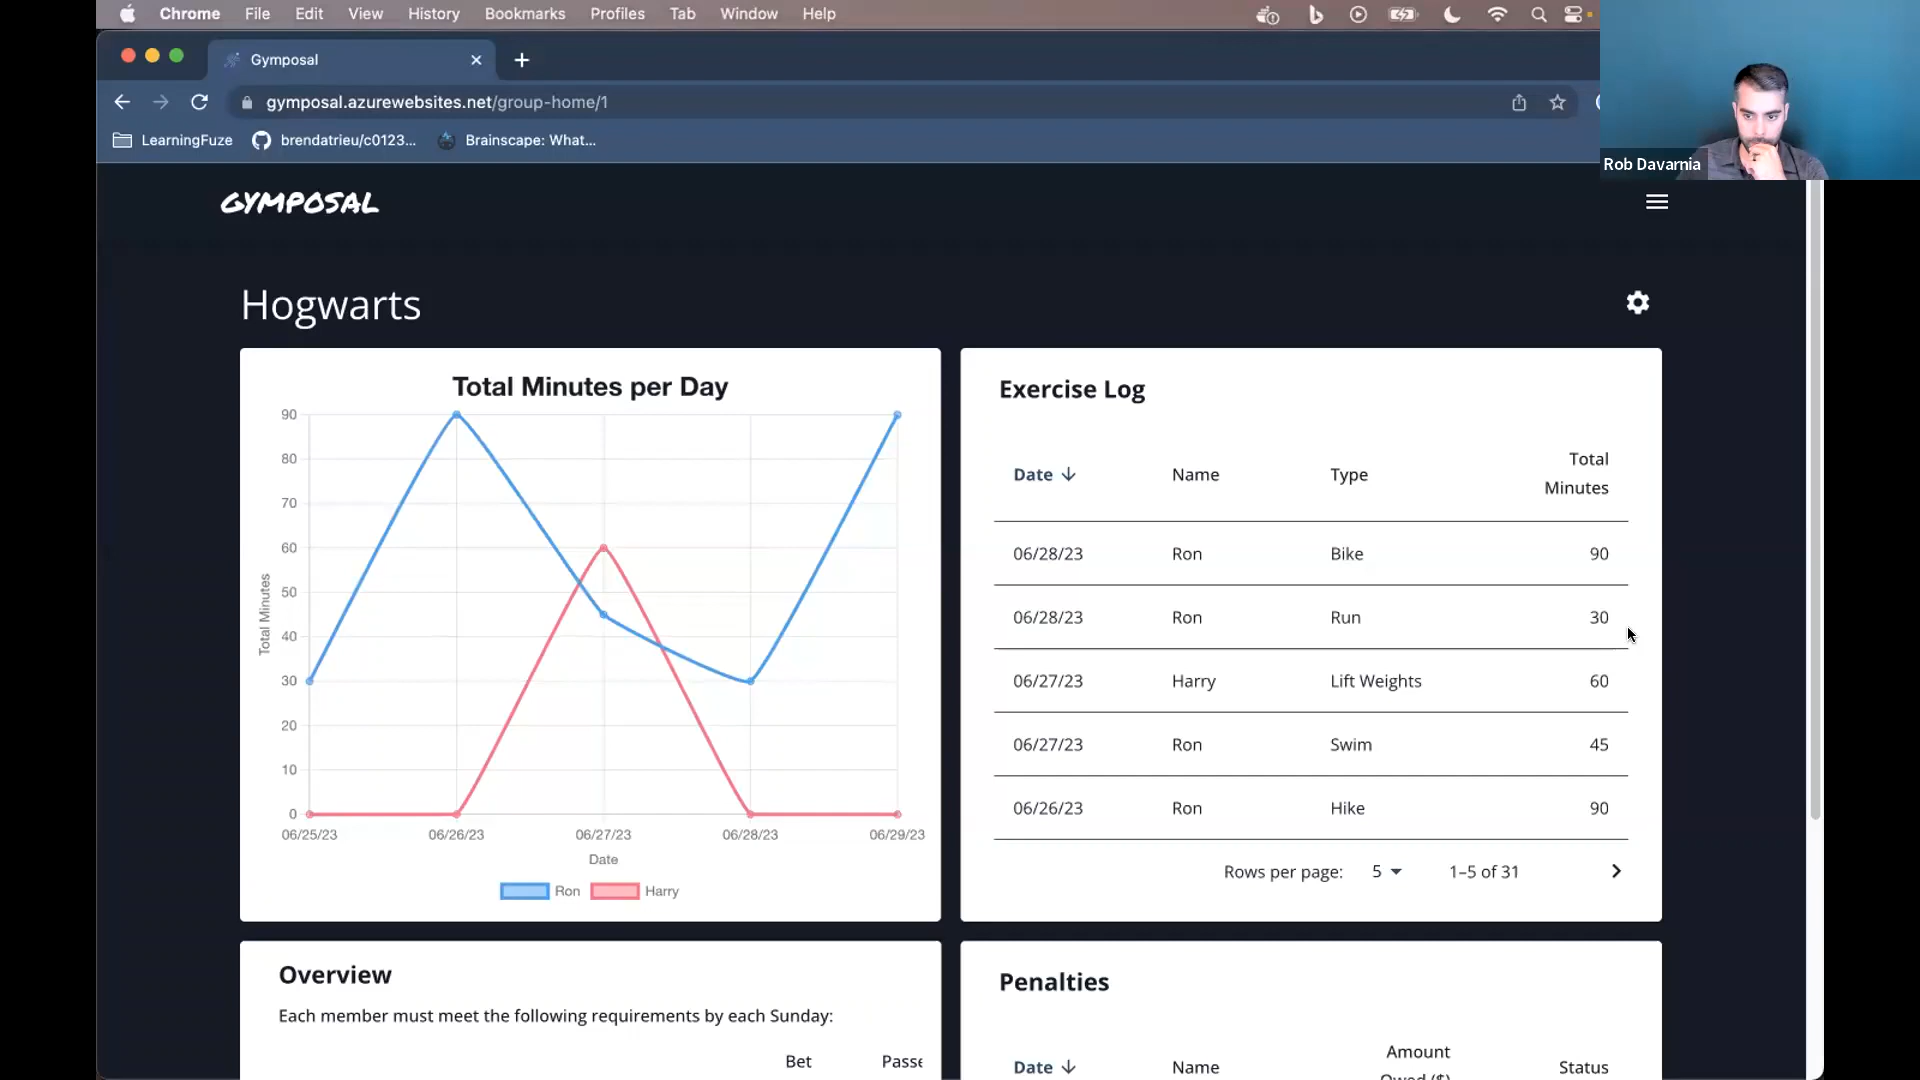 Chrome File Edit View History Bookmarks Profiles Tab Window Help
Gymposal
gymposal.azurewebsites.net/group-home/1
LearningFuze brendatrieu/c0123... Brainscape: What...
Rob Davarnia
GYMPOSAL
Hogwarts
Total Minutes per Day
90
80
70
60
50
40
30
20
10
0
Total Minutes
06/25/23 06/26/23 06/27/23 06/28/23 06/29/23
Date
Ron Harry
Exercise Log
Date Name Type Total Minutes
06/28/23 Ron Bike 90
06/28/23 Ron Run 30
06/27/23 Harry Lift Weights 60
06/27/23 Ron Swim 45
06/26/23 Ron Hike 90
Rows per page: 5 1–5 of 31
Overview
Each member must meet the following requirements by each Sunday:
Bet Passe
Penalties
Date Name Amount Owed ($) Status